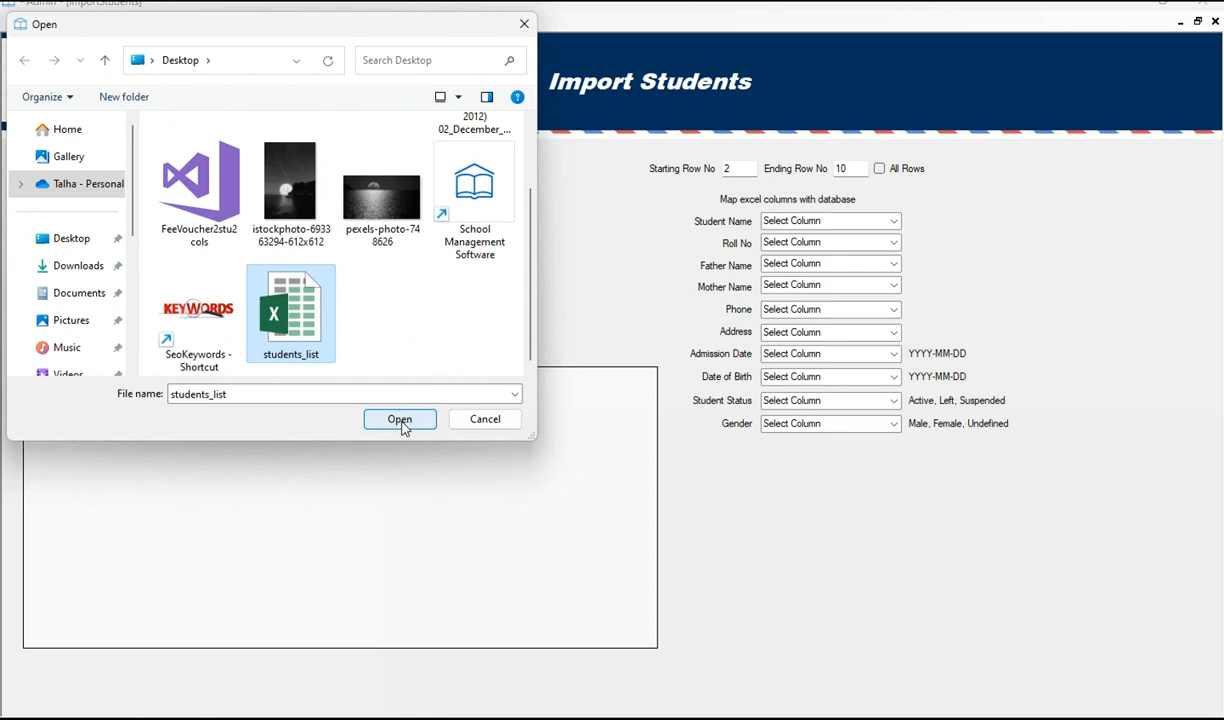 - Admin - [ImportStudents]
Open
Desktop
Search Desktop
Import Students
Organize
New folder
Home
Gallery
Talha - Personal
Desktop
Downloads
Documents
Pictures
Music
Videos
2012)
02_December_...
FeeVoucher2stu2
cols
istockphoto-6933
63294-612x612
pexels-photo-74
8626
School
Management
Software
KEYWORDS
SeoKeywords -
Shortcut
X
students_list
File name: students_list
Open
Cancel
Starting Row No 2 Ending Row No 10 All Rows
Map excel columns with database
Student Name Select Column
Roll No Select Column
Father Name Select Column
Mother Name Select Column
Phone Select Column
Address Select Column
Admission Date Select Column YYYY-MM-DD
Date of Birth Select Column YYYY-MM-DD
Student Status Select Column Active, Left, Suspended
Gender Select Column Male, Female, Undefined